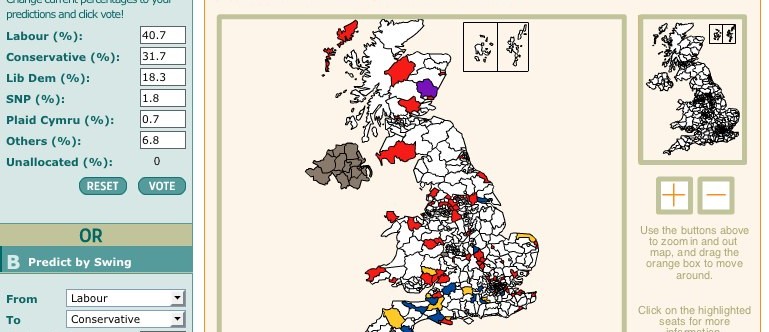 Change current percentages to your
predictions and click vote!
Labour (%): 40.7
Conservative (%): 31.7
Lib Dem (%): 18.3
SNP (%): 1.8
Plaid Cymru (%): 0.7
Others (%): 6.8
Unallocated (%): 0
RESET VOTE
OR
B Predict by Swing
From Labour
To Conservative
Use the buttons above
to zoom in and out
map, and drag the
orange box to move
around.
Click on the highlighted
seats for more
information